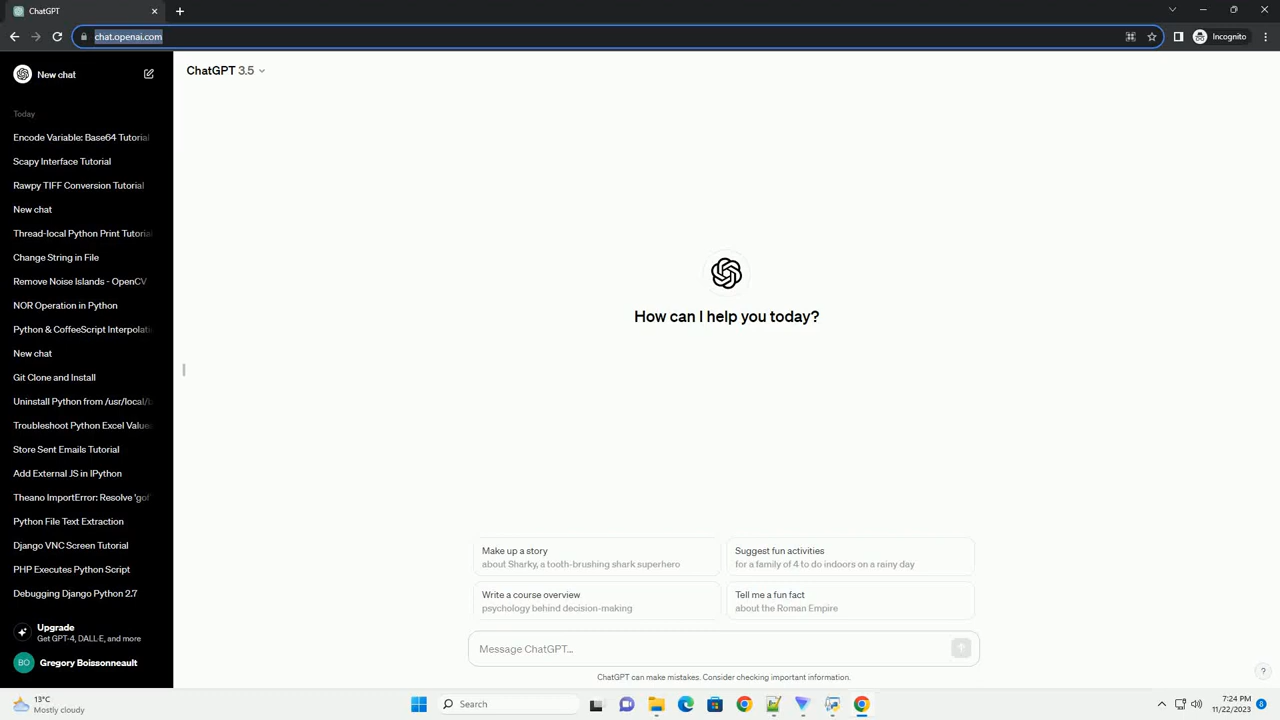 ChatGPT
chat.openai.com
Incognito
New chat
Today
Encode Variable: Base64 Tutorial
Scapy Interface Tutorial
Rawpy TIFF Conversion Tutorial
New chat
Thread-local Python Print Tutorial
Change String in File
Remove Noise Islands - OpenCV
NOR Operation in Python
Python & CoffeeScript Interpolati
New chat
Git Clone and Install
Uninstall Python from /usr/local/b
Troubleshoot Python Excel Values
Store Sent Emails Tutorial
Add External JS in IPython
Theano ImportError: Resolve 'gof'
Python File Text Extraction
Django VNC Screen Tutorial
PHP Executes Python Script
Debugging Django Python 2.7
Upgrade
Get GPT-4, DALL·E, and more
BO Gregory Boissonneault
ChatGPT 3.5
How can I help you today?
Make up a story
about Sharky, a tooth-brushing shark superhero
Suggest fun activities
for a family of 4 to do indoors on a rainy day
Write a course overview
psychology behind decision-making
Tell me a fun fact
about the Roman Empire
Message ChatGPT...
ChatGPT can make mistakes. Consider checking important information.
?
13°C
Mostly cloudy
Search
7:24 PM
11/22/2023
6